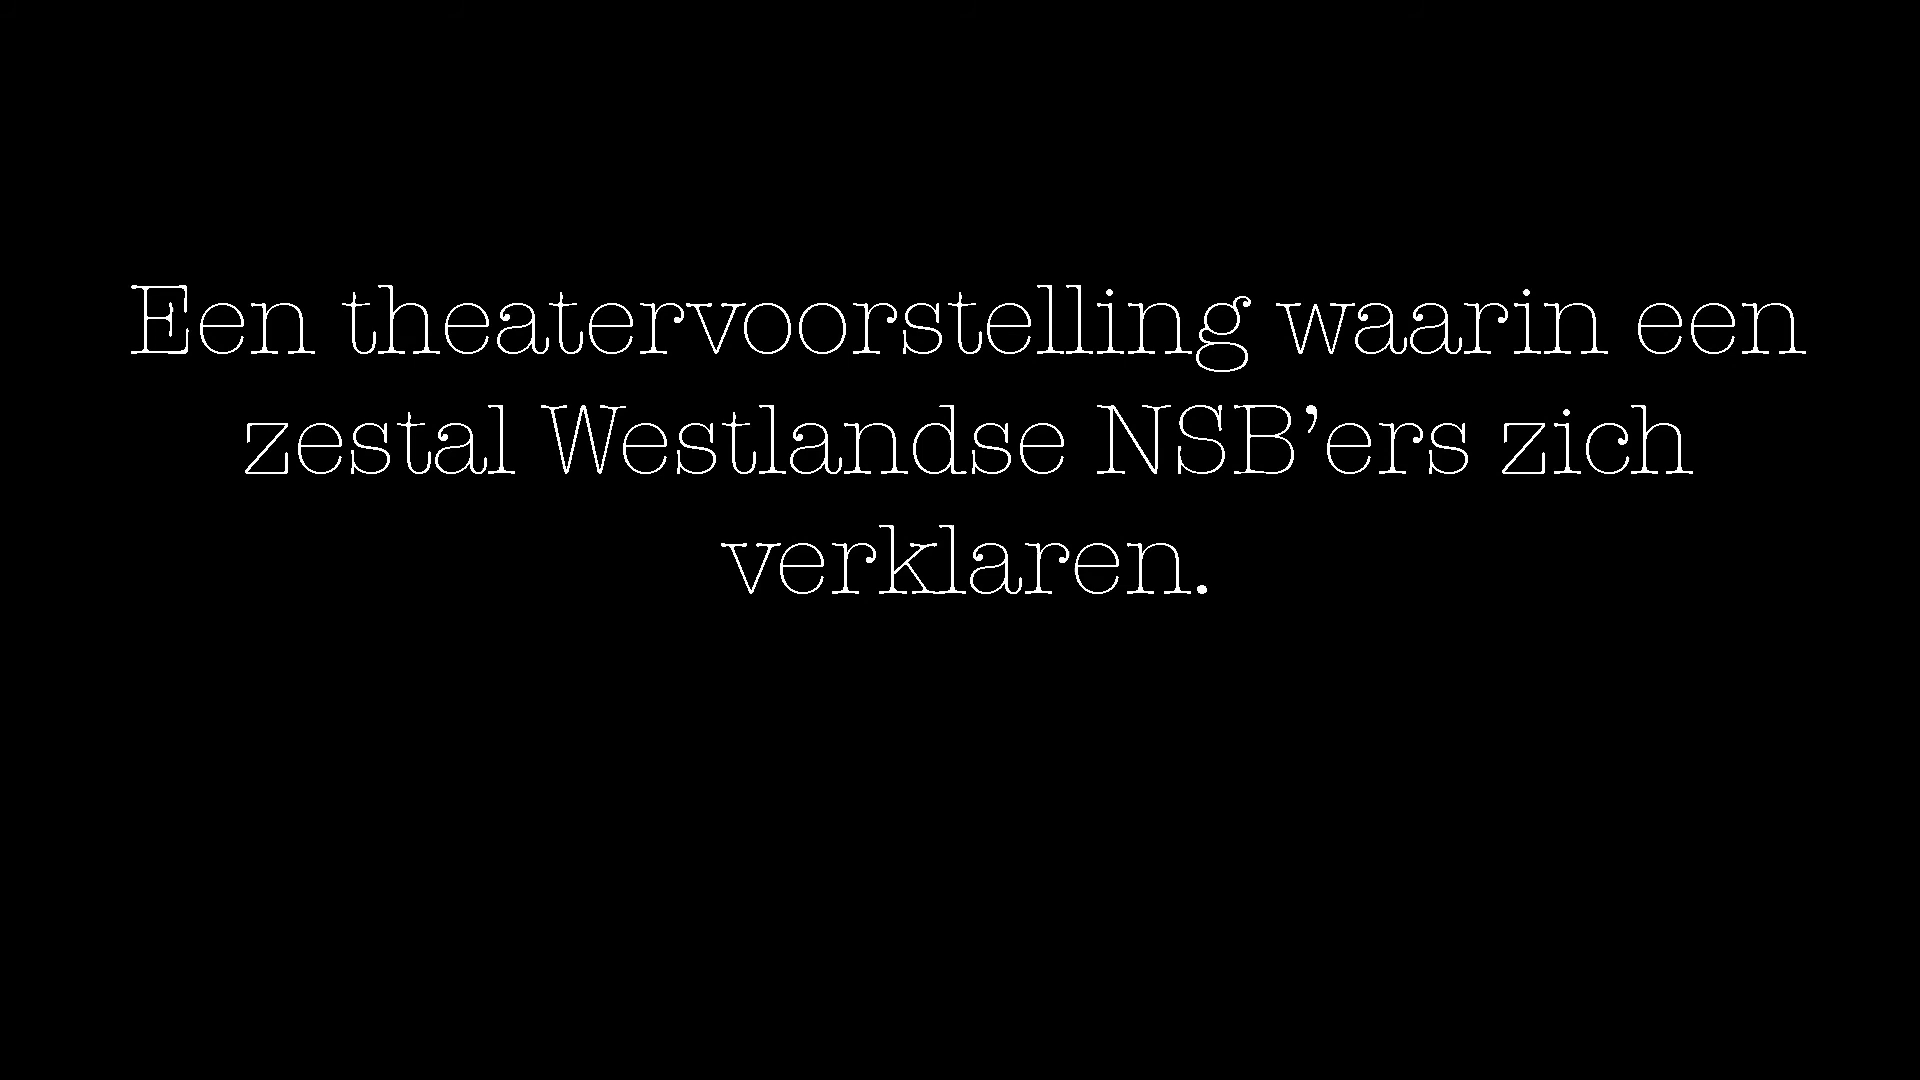 Een theatervoorstelling waarin een
zestal Westlandse NSB’ers zich
verklaren.